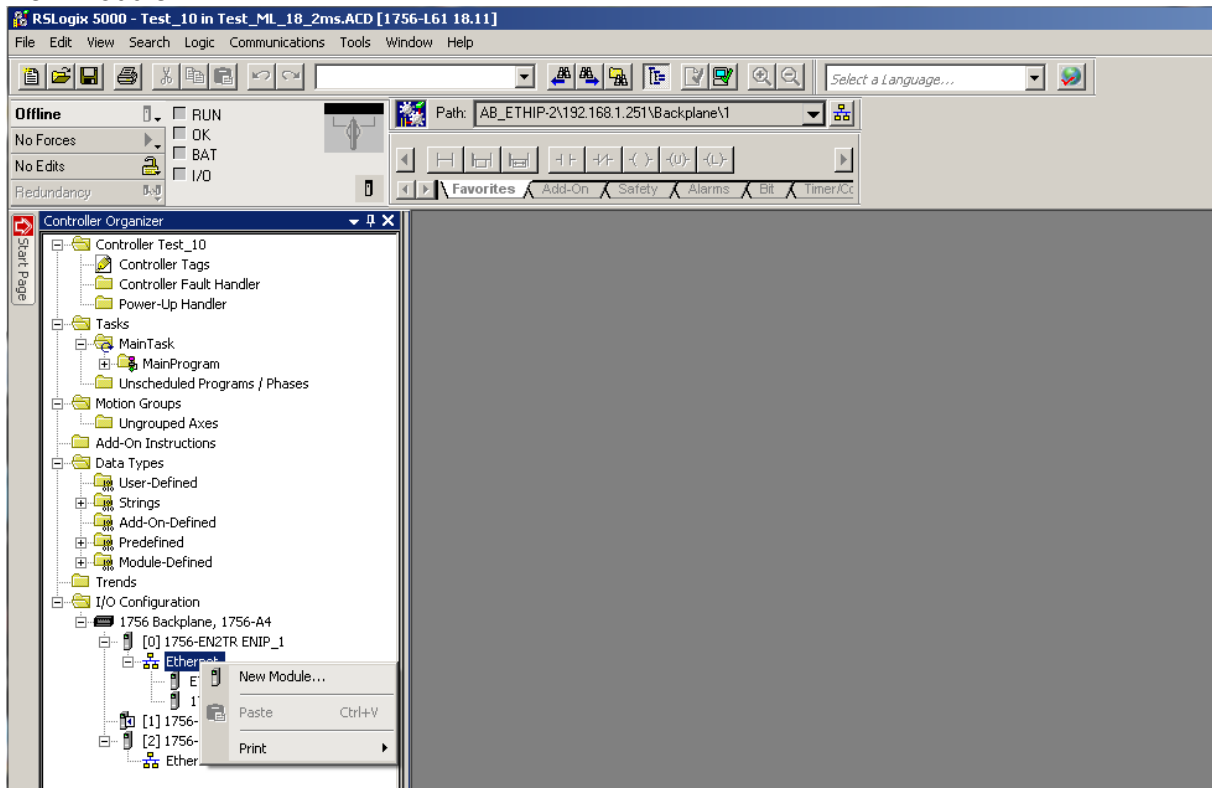 RSLogix 5000 - Test_10 in Test_ML_18_2ms.ACD [1756-L61 18.11]
File Edit View Search Logic Communications Tools Window Help
Select a Language...
Offline
RUN
Path: AB_ETHIP-2\192.168.1.251\Backplane\1
No Forces
OK
No Edits
BAT
I/O
Redundancy
Favorites Add-On Safety Alarms Bit Timer/Cc
Start Page
Controller Organizer
Controller Test_10
Controller Tags
Controller Fault Handler
Power-Up Handler
Tasks
MainTask
MainProgram
Unscheduled Programs / Phases
Motion Groups
Ungrouped Axes
Add-On Instructions
Data Types
User-Defined
Strings
Add-On-Defined
Predefined
Module-Defined
Trends
I/O Configuration
1756 Backplane, 1756-A4
[0] 1756-EN2TR ENIP_1
Ethernet
New Module...
Paste Ctrl+V
[1] 1756-
[2] 1756-
Print
Ether